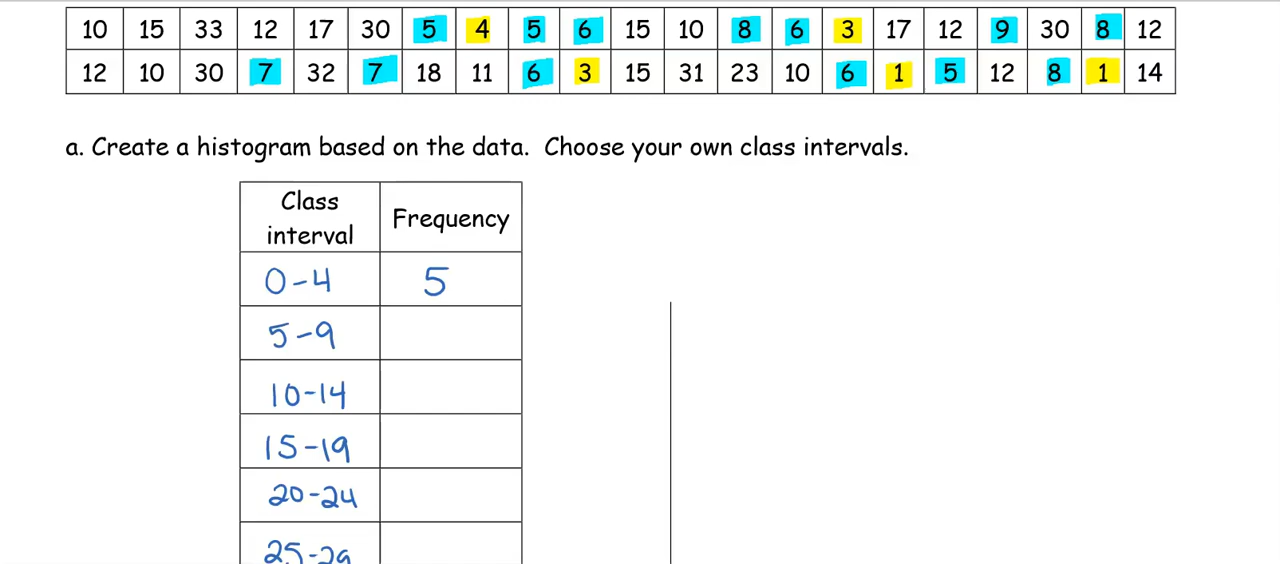 10 15 33 12 17 30 5 4 5 6 15 10 8 6 3 17 12 9 30 8 12
12 10 30 7 32 7 18 11 6 3 15 31 23 10 6 1 5 12 8 1 14
a. Create a histogram based on the data. Choose your own class intervals.
Class
interval
Frequency
0-4 5
5-9
10-14
15-19
20-24
25-29